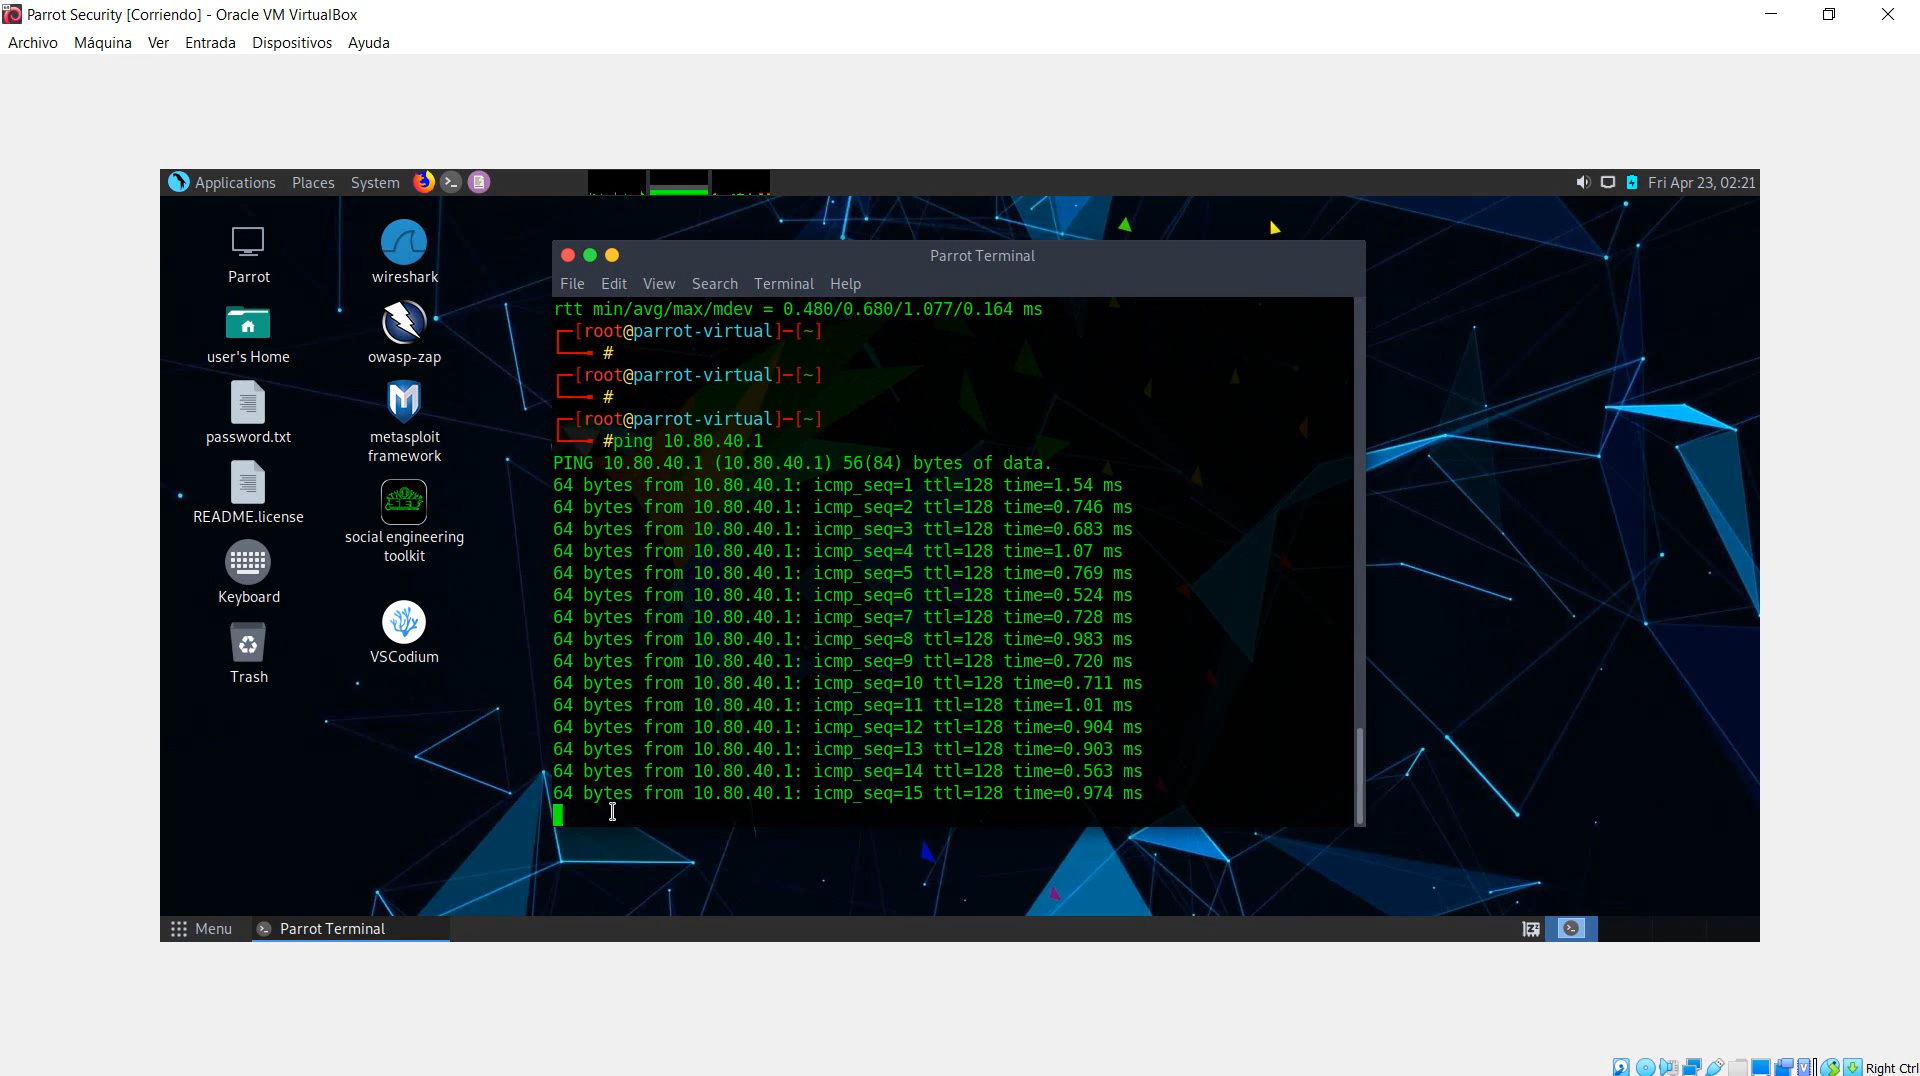 Parrot Security [Corriendo] - Oracle VM VirtualBox
Archivo Máquina Ver Entrada Dispositivos Ayuda
Applications Places System Fri Apr 23, 02:21
Parrot
wireshark
user's Home
owasp-zap
password.txt
metasploit
framework
README.license
social engineering
toolkit
Keyboard
VSCodium
Trash
Parrot Terminal
File Edit View Search Terminal Help
rtt min/avg/max/mdev = 0.480/0.680/1.077/0.164 ms
[root@parrot-virtual]-[~]
#
[root@parrot-virtual]-[~]
#
[root@parrot-virtual]-[~]
#ping 10.80.40.1
PING 10.80.40.1 (10.80.40.1) 56(84) bytes of data.
64 bytes from 10.80.40.1: icmp_seq=1 ttl=128 time=1.54 ms
64 bytes from 10.80.40.1: icmp_seq=2 ttl=128 time=0.746 ms
64 bytes from 10.80.40.1: icmp_seq=3 ttl=128 time=0.683 ms
64 bytes from 10.80.40.1: icmp_seq=4 ttl=128 time=1.07 ms
64 bytes from 10.80.40.1: icmp_seq=5 ttl=128 time=0.769 ms
64 bytes from 10.80.40.1: icmp_seq=6 ttl=128 time=0.524 ms
64 bytes from 10.80.40.1: icmp_seq=7 ttl=128 time=0.728 ms
64 bytes from 10.80.40.1: icmp_seq=8 ttl=128 time=0.983 ms
64 bytes from 10.80.40.1: icmp_seq=9 ttl=128 time=0.720 ms
64 bytes from 10.80.40.1: icmp_seq=10 ttl=128 time=0.711 ms
64 bytes from 10.80.40.1: icmp_seq=11 ttl=128 time=1.01 ms
64 bytes from 10.80.40.1: icmp_seq=12 ttl=128 time=0.904 ms
64 bytes from 10.80.40.1: icmp_seq=13 ttl=128 time=0.903 ms
64 bytes from 10.80.40.1: icmp_seq=14 ttl=128 time=0.563 ms
64 bytes from 10.80.40.1: icmp_seq=15 ttl=128 time=0.974 ms
Menu Parrot Terminal
Right Ctrl